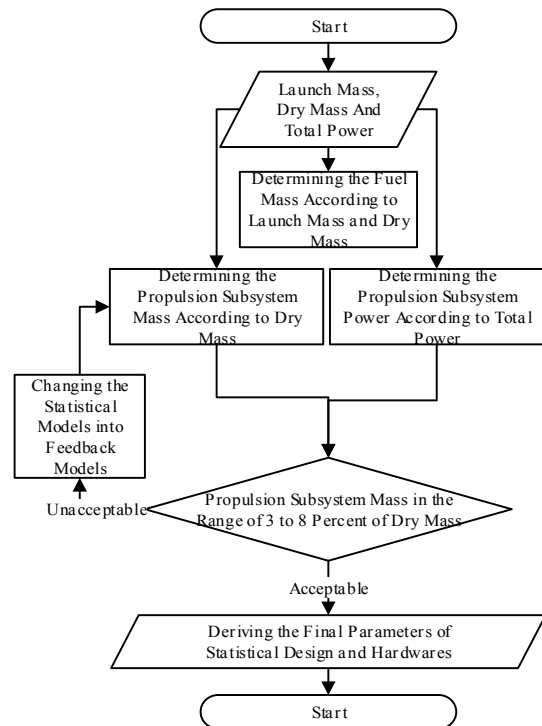 Start
Launch Mass,
Dry Mass And
Total Power
Determining the Fuel
Mass According to
Launch Mass and Dry
Mass
Determining the
Propulsion Subsystem
Mass According to Dry
Mass
Determining the
Propulsion Subsystem
Power According to Total
Power
Changing the
Statistical
Models into
Feedback
Models
Unacceptable
Propulsion Subsystem Mass in the
Range of 3 to 8 Percent of Dry Mass
Acceptable
Deriving the Final Parameters of
Statistical Design and Hardwares
Start